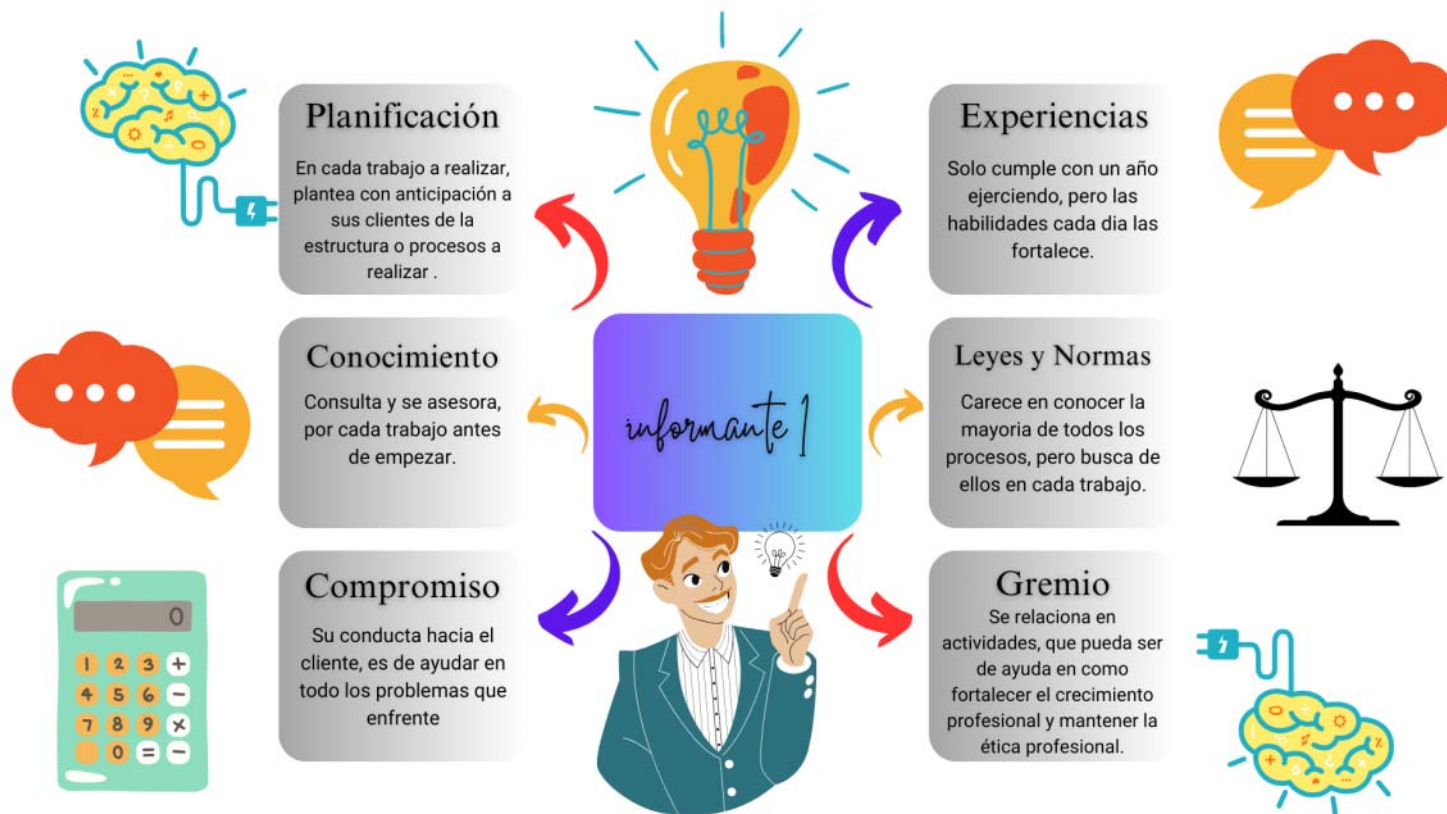 Planificación
En cada trabajo a realizar,
plantea con anticipación a
sus clientes de la
estructura o procesos a
realizar .
Conocimiento
Consulta y se asesora,
por cada trabajo antes
de empezar.
Compromiso
Su conducta hacia el
cliente, es de ayudar en
todo los problemas que
enfrente
informante 1
Experiencias
Solo cumple con un año
ejerciendo, pero las
habilidades cada dia las
fortalece.
Leyes y Normas
Carece en conocer la
mayoria de todos los
procesos, pero busca de
ellos en cada trabajo.
Gremio
Se relaciona en
actividades, que pueda ser
de ayuda en como
fortalecer el crecimiento
profesional y mantener la
ética profesional.
0
1 2 3 +
4 5 6 −
7 8 9 ×
0 = −